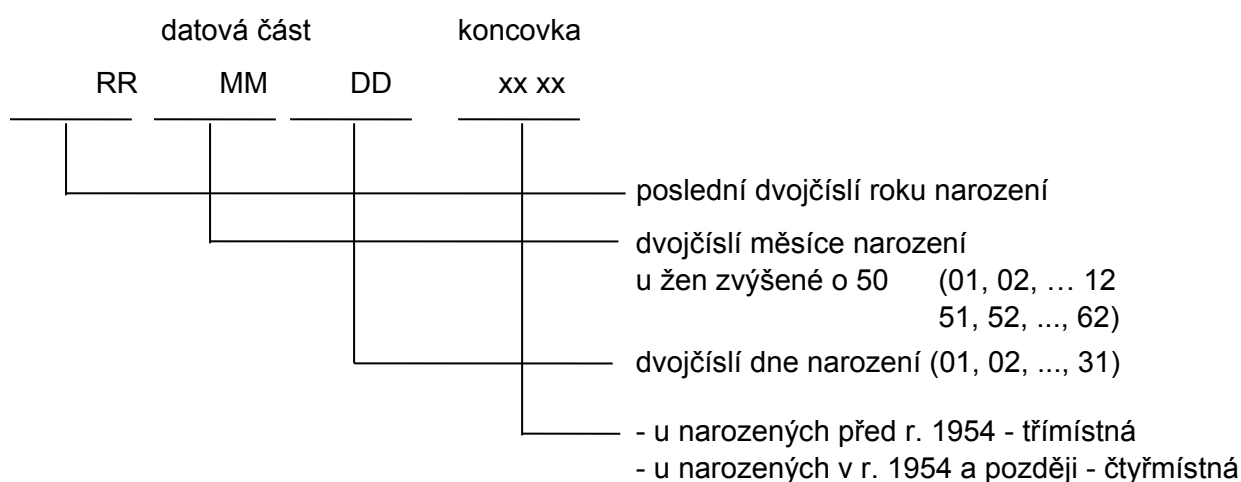 datová část koncovka
RR MM DD xx xx
poslední dvojčíslí roku narození
dvojčíslí měsíce narození
u žen zvýšené o 50 (01, 02, … 12
51, 52, ..., 62)
dvojčíslí dne narození (01, 02, ..., 31)
- u narozených před r. 1954 - třímístná
- u narozených v r. 1954 a později - čtyřmístná